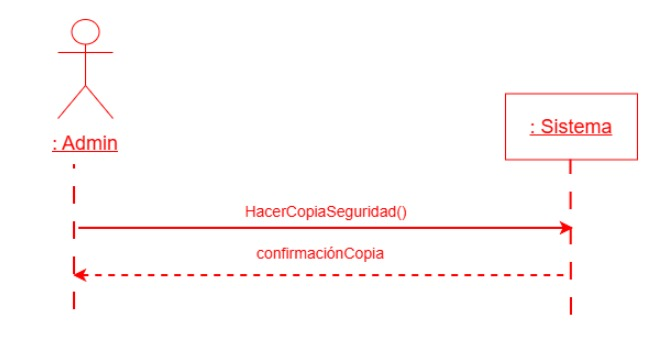 : Admin
: Sistema
HacerCopiaSeguridad()
confirmaciónCopia